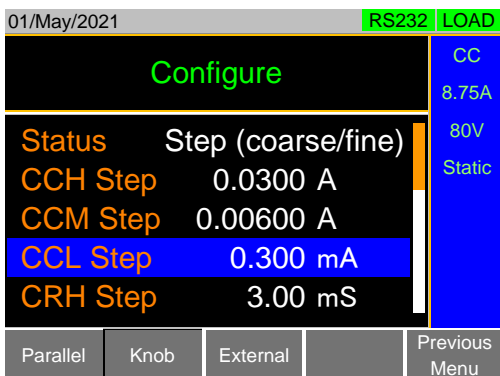 01/May/2021 RS232 LOAD
Configure
CC
8.75A
80V
Static
Status Step (coarse/fine)
CCH Step 0.0300 A
CCM Step 0.00600 A
CCL Step 0.300 mA
CRH Step 3.00 mS
Parallel Knob External Previous Menu